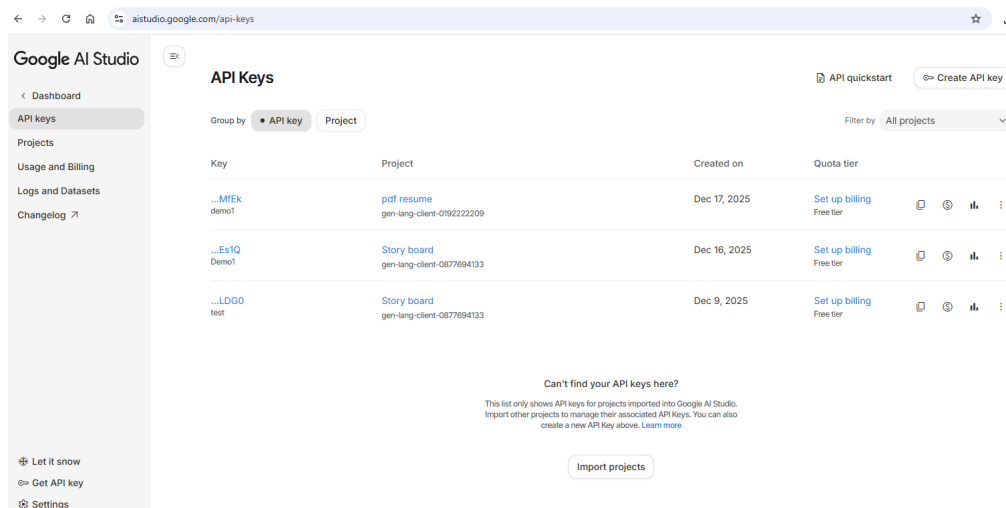 aistudio.google.com/api-keys
Google AI Studio
Dashboard
API keys
Projects
Usage and Billing
Logs and Datasets
Changelog
Let it snow
Get API key
Settings
API Keys
API quickstart
Create API key
Group by
API key
Project
Filter by
All projects
Key Project Created on Quota tier
...MfEk pdf resume Dec 17, 2025 Set up billing
demo1 gen-lang-client-0192222209 Free tier
...Es1Q Story board Dec 16, 2025 Set up billing
Demo1 gen-lang-client-0877694133 Free tier
...LDG0 Story board Dec 9, 2025 Set up billing
test gen-lang-client-0877694133 Free tier
Can't find your API keys here?
This list only shows API keys for projects imported into Google AI Studio.
Import other projects to manage their associated API Keys. You can also
create a new API Key above. Learn more
Import projects